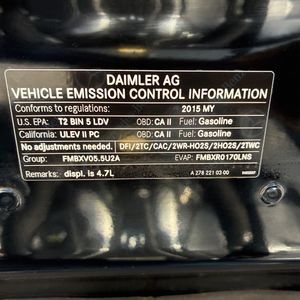 DAIMLER AG
VEHICLE EMISSION CONTROL INFORMATION
Conforms to regulations: 2015 MY
U.S. EPA: T2 BIN 5 LDV OBD: CA II Fuel: Gasoline
California: ULEV II PC OBD: CA II Fuel: Gasoline
No adjustments needed. DFI/2TC/CAC/2WR-HO2S/2HO2S/2TWC
Group: FMBXV05.5U2A EVAP: FMBXR0170LNS
Remarks: displ. is 4.7L A 278 221 03 00